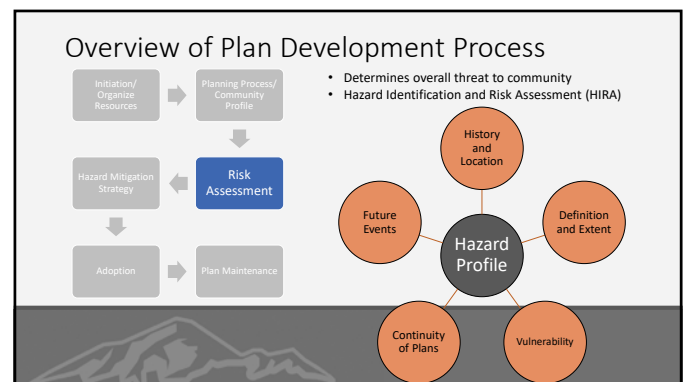 Overview of Plan Development Process
Initiation/
Organize
Resources
Planning Process/
Community
Profile
Hazard Mitigation
Strategy
Risk
Assessment
Adoption
Plan Maintenance
• Determines overall threat to community
• Hazard Identification and Risk Assessment (HIRA)
History
and
Location
Future
Events
Definition
and Extent
Hazard
Profile
Continuity
of Plans
Vulnerability